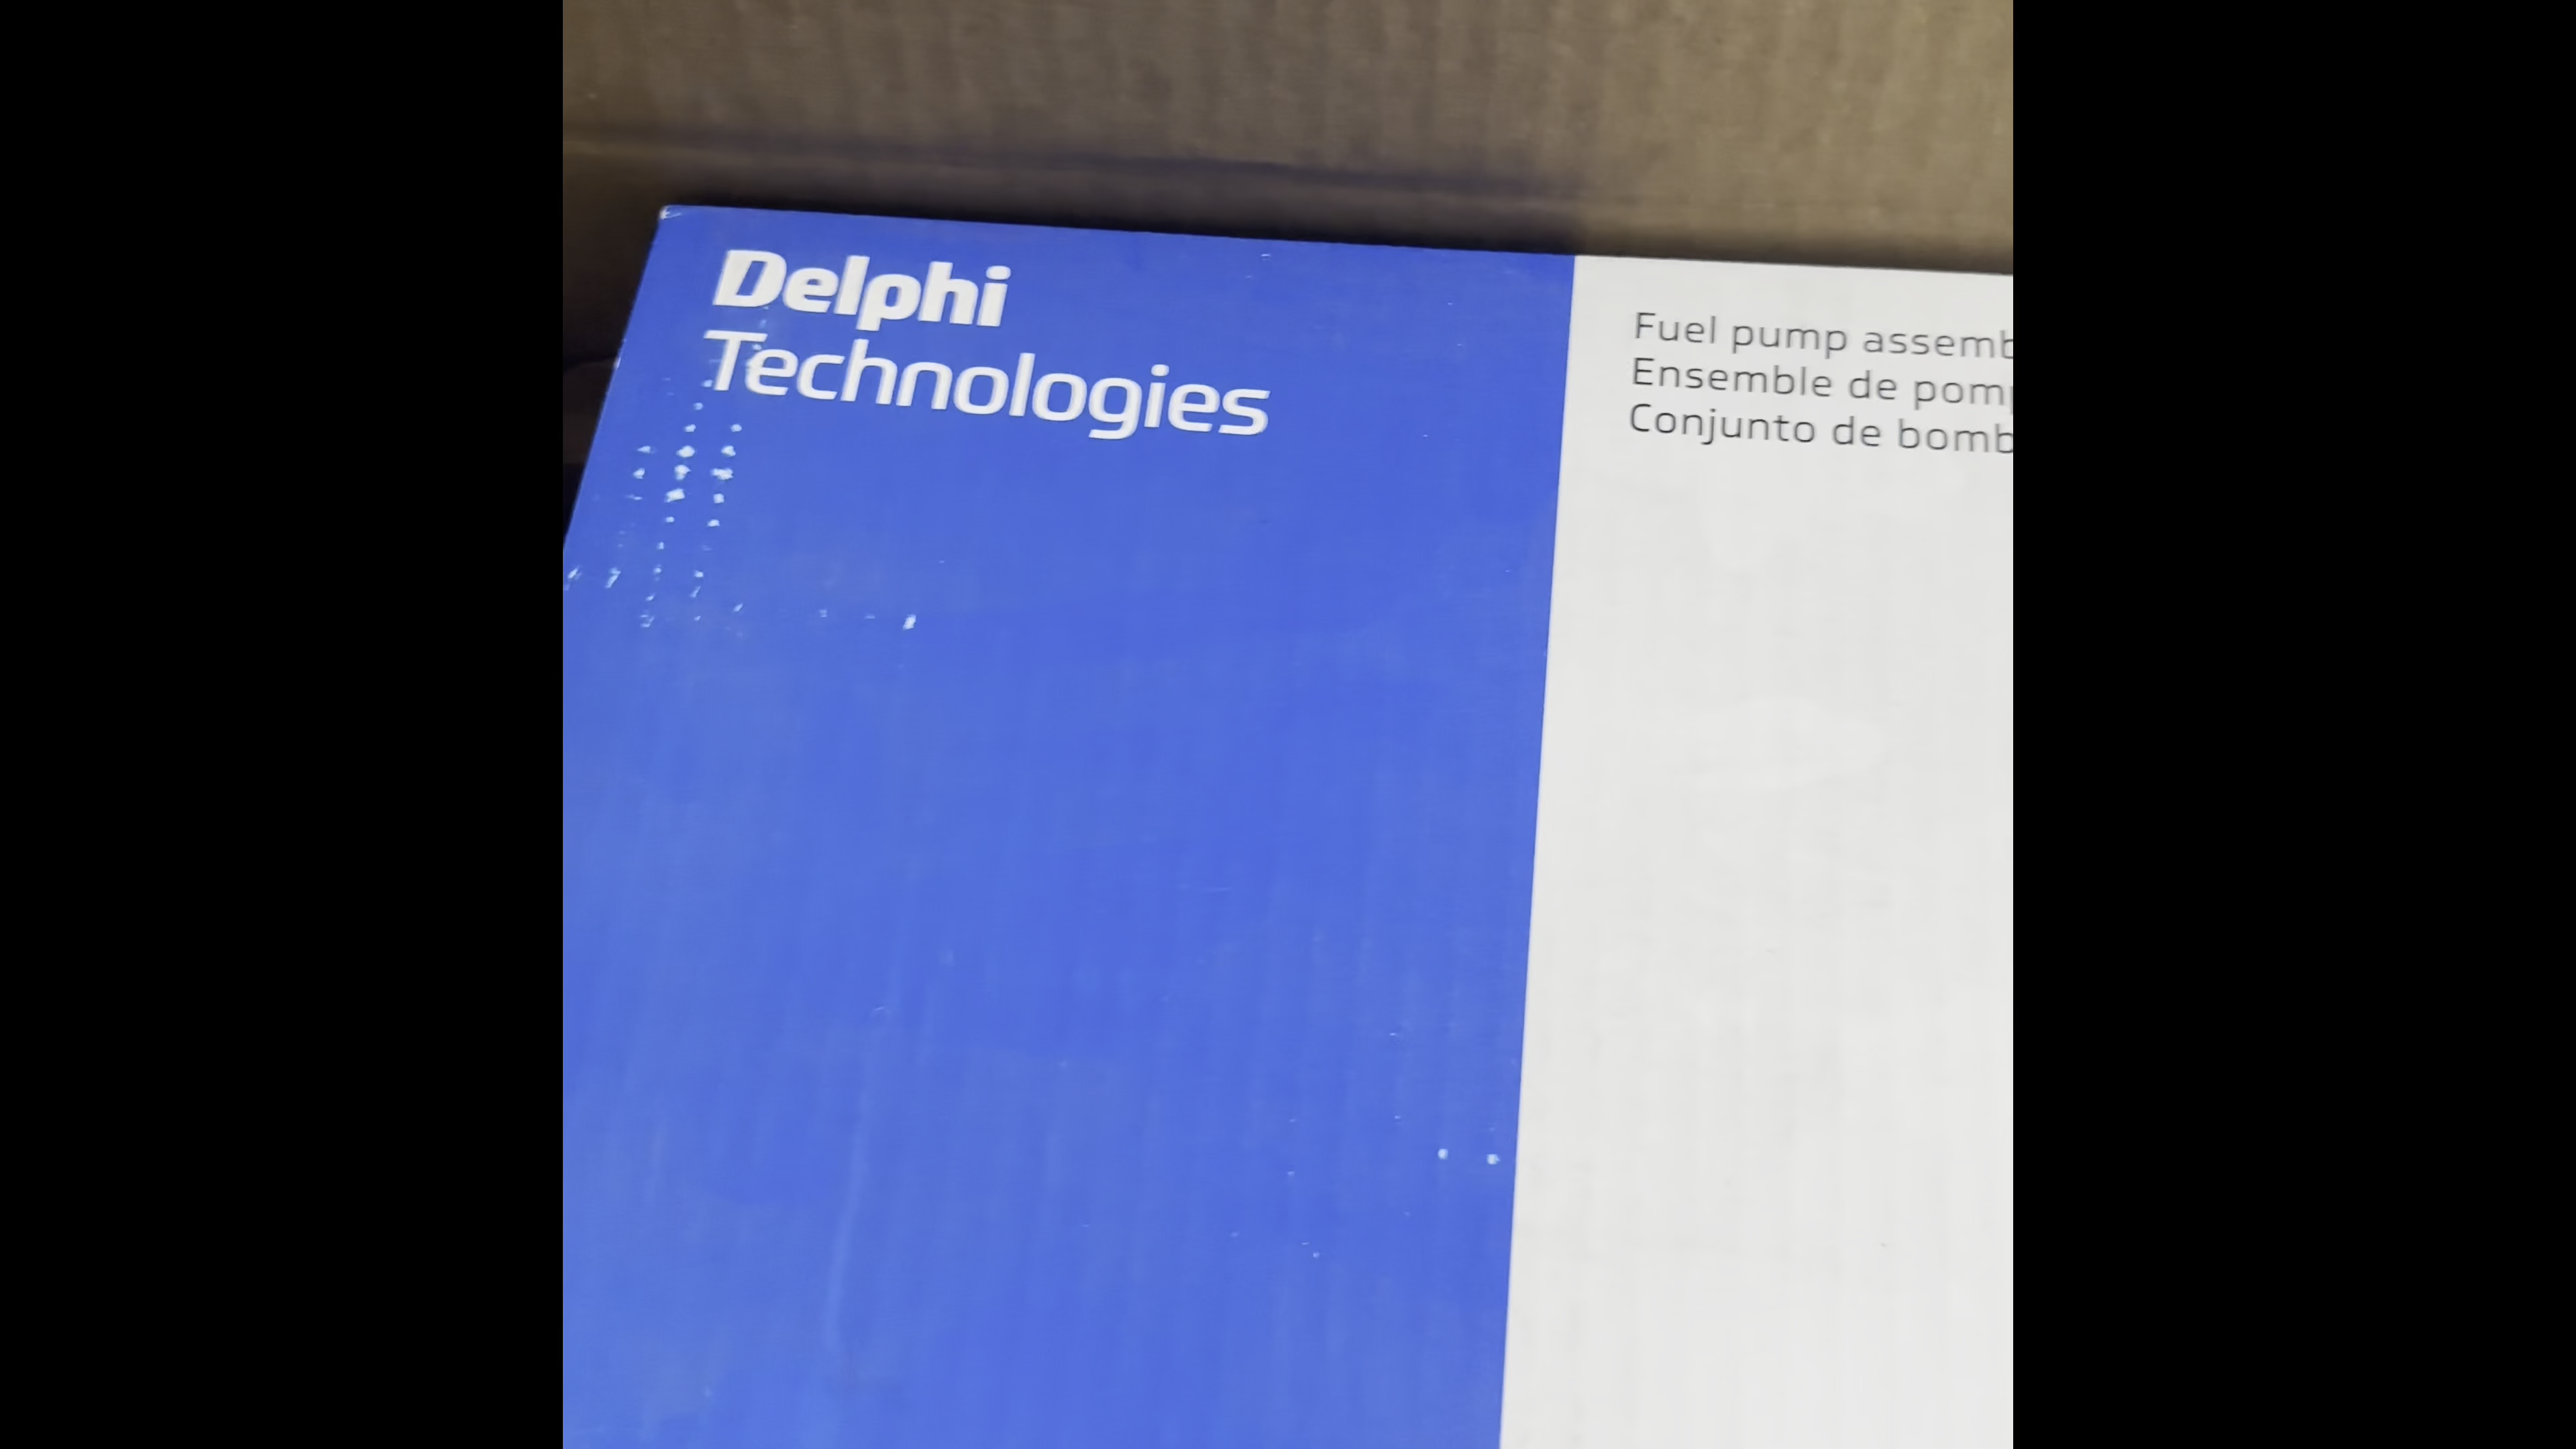 Delphi
Technologies
Fuel pump assemb
Ensemble de pom
Conjunto de bomb